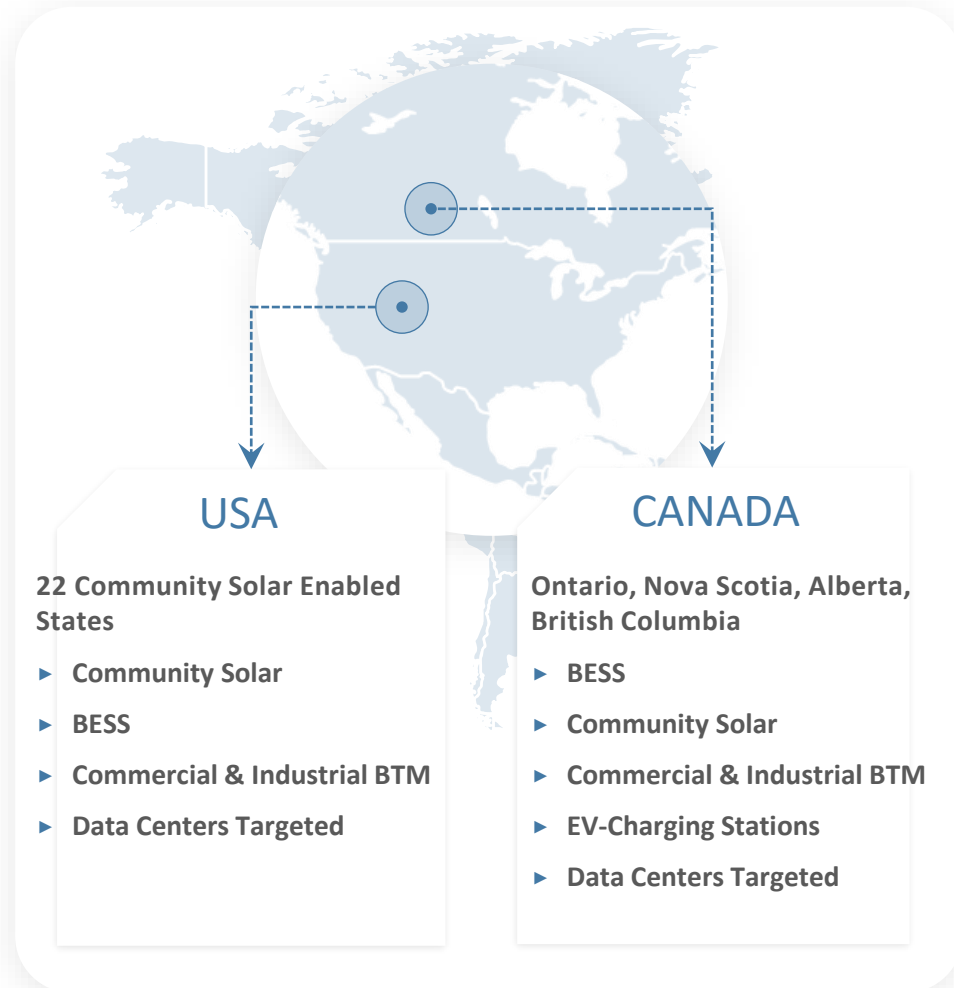 USA
22 Community Solar Enabled
States
► Community Solar
► BESS
► Commercial & Industrial BTM
► Data Centers Targeted
CANADA
Ontario, Nova Scotia, Alberta,
British Columbia
► BESS
► Community Solar
► Commercial & Industrial BTM
► EV-Charging Stations
► Data Centers Targeted